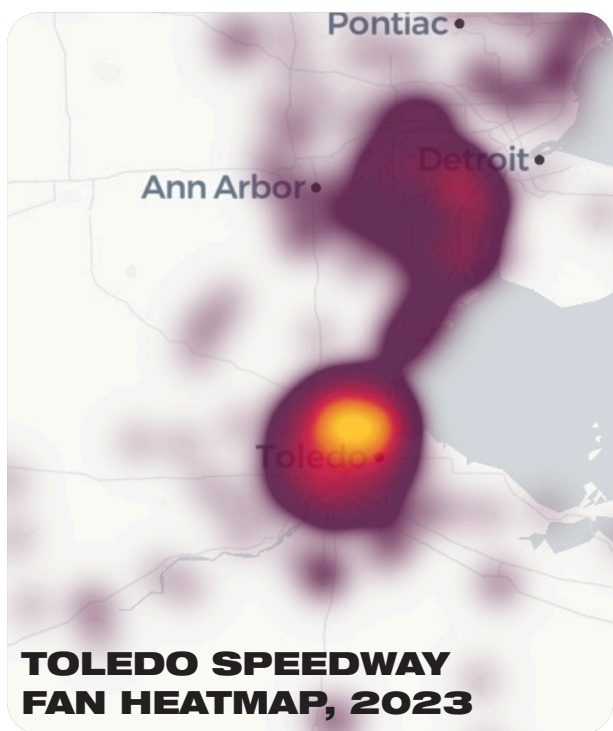 Pontiac
Detroit
Ann Arbor
Toledo
TOLEDO SPEEDWAY
FAN HEATMAP, 2023